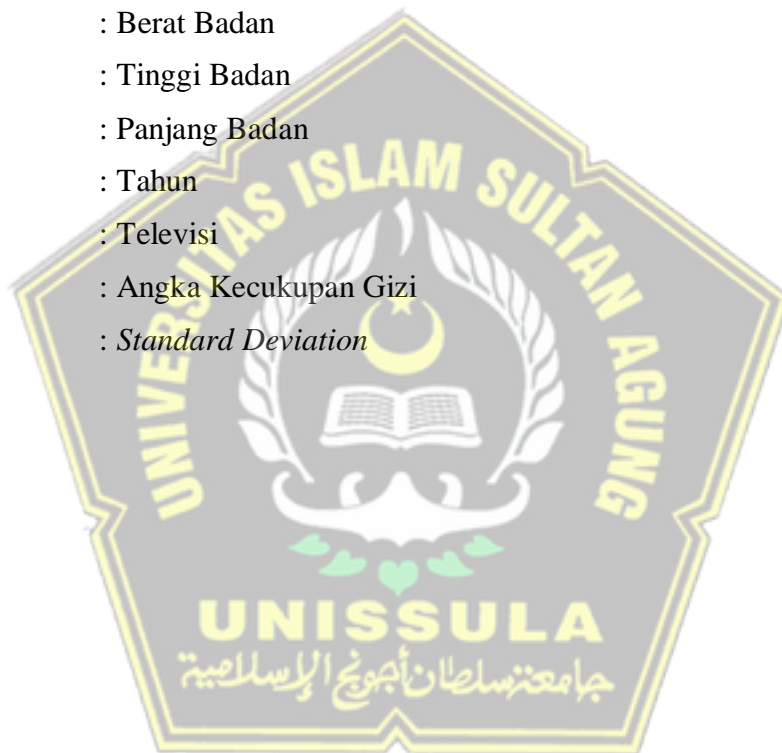 : Berat Badan
: Tinggi Badan
: Panjang Badan
: Tahun
: Televisi
: Angka Kecukupan Gizi
: Standard Deviation
UNIVERSITAS ISLAM SULTAN AGUNG
UNISSULA
جامعة سلطان أجونج الإسلامية